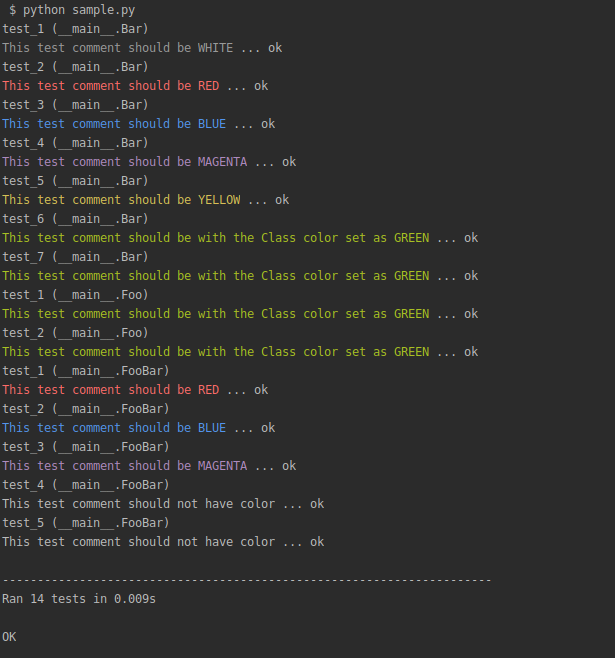 $ python sample.py
test_1 (__main__.Bar)
This test comment should be WHITE ... ok
test_2 (__main__.Bar)
This test comment should be RED ... ok
test_3 (__main__.Bar)
This test comment should be BLUE ... ok
test_4 (__main__.Bar)
This test comment should be MAGENTA ... ok
test_5 (__main__.Bar)
This test comment should be YELLOW ... ok
test_6 (__main__.Bar)
This test comment should be with the Class color set as GREEN ... ok
test_7 (__main__.Bar)
This test comment should be with the Class color set as GREEN ... ok
test_1 (__main__.Foo)
This test comment should be with the Class color set as GREEN ... ok
test_2 (__main__.Foo)
This test comment should be with the Class color set as GREEN ... ok
test_1 (__main__.FooBar)
This test comment should be RED ... ok
test_2 (__main__.FooBar)
This test comment should be BLUE ... ok
test_3 (__main__.FooBar)
This test comment should be MAGENTA ... ok
test_4 (__main__.FooBar)
This test comment should not have color ... ok
test_5 (__main__.FooBar)
This test comment should not have color ... ok
----------------------------------------------------------------------
Ran 14 tests in 0.009s
OK